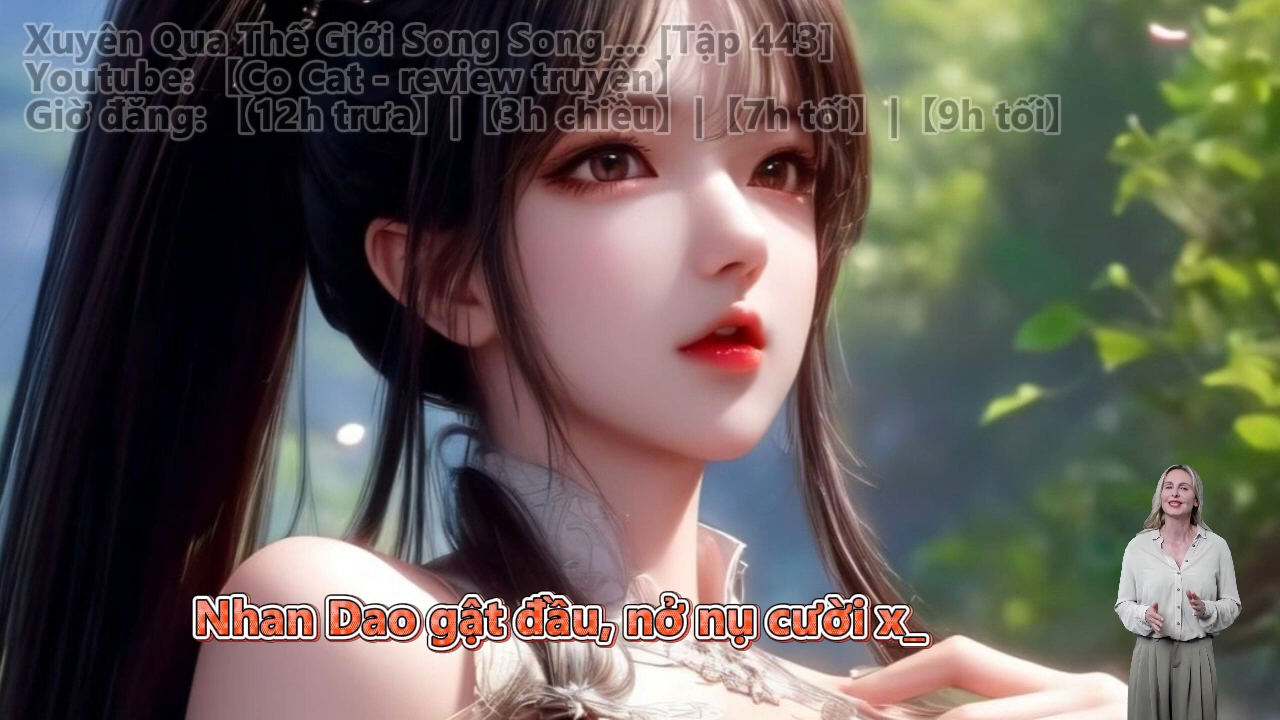 Xuyên Qua Thế Giới Song Song.... [Tập 443]
Youtube: 【Co Cat - review truyện】
Giờ đăng: 【12h trưa】 | 【3h chiều】 | 【7h tối】 | 【9h tối】
Nhan Dao gật đầu, nở nụ cười x_